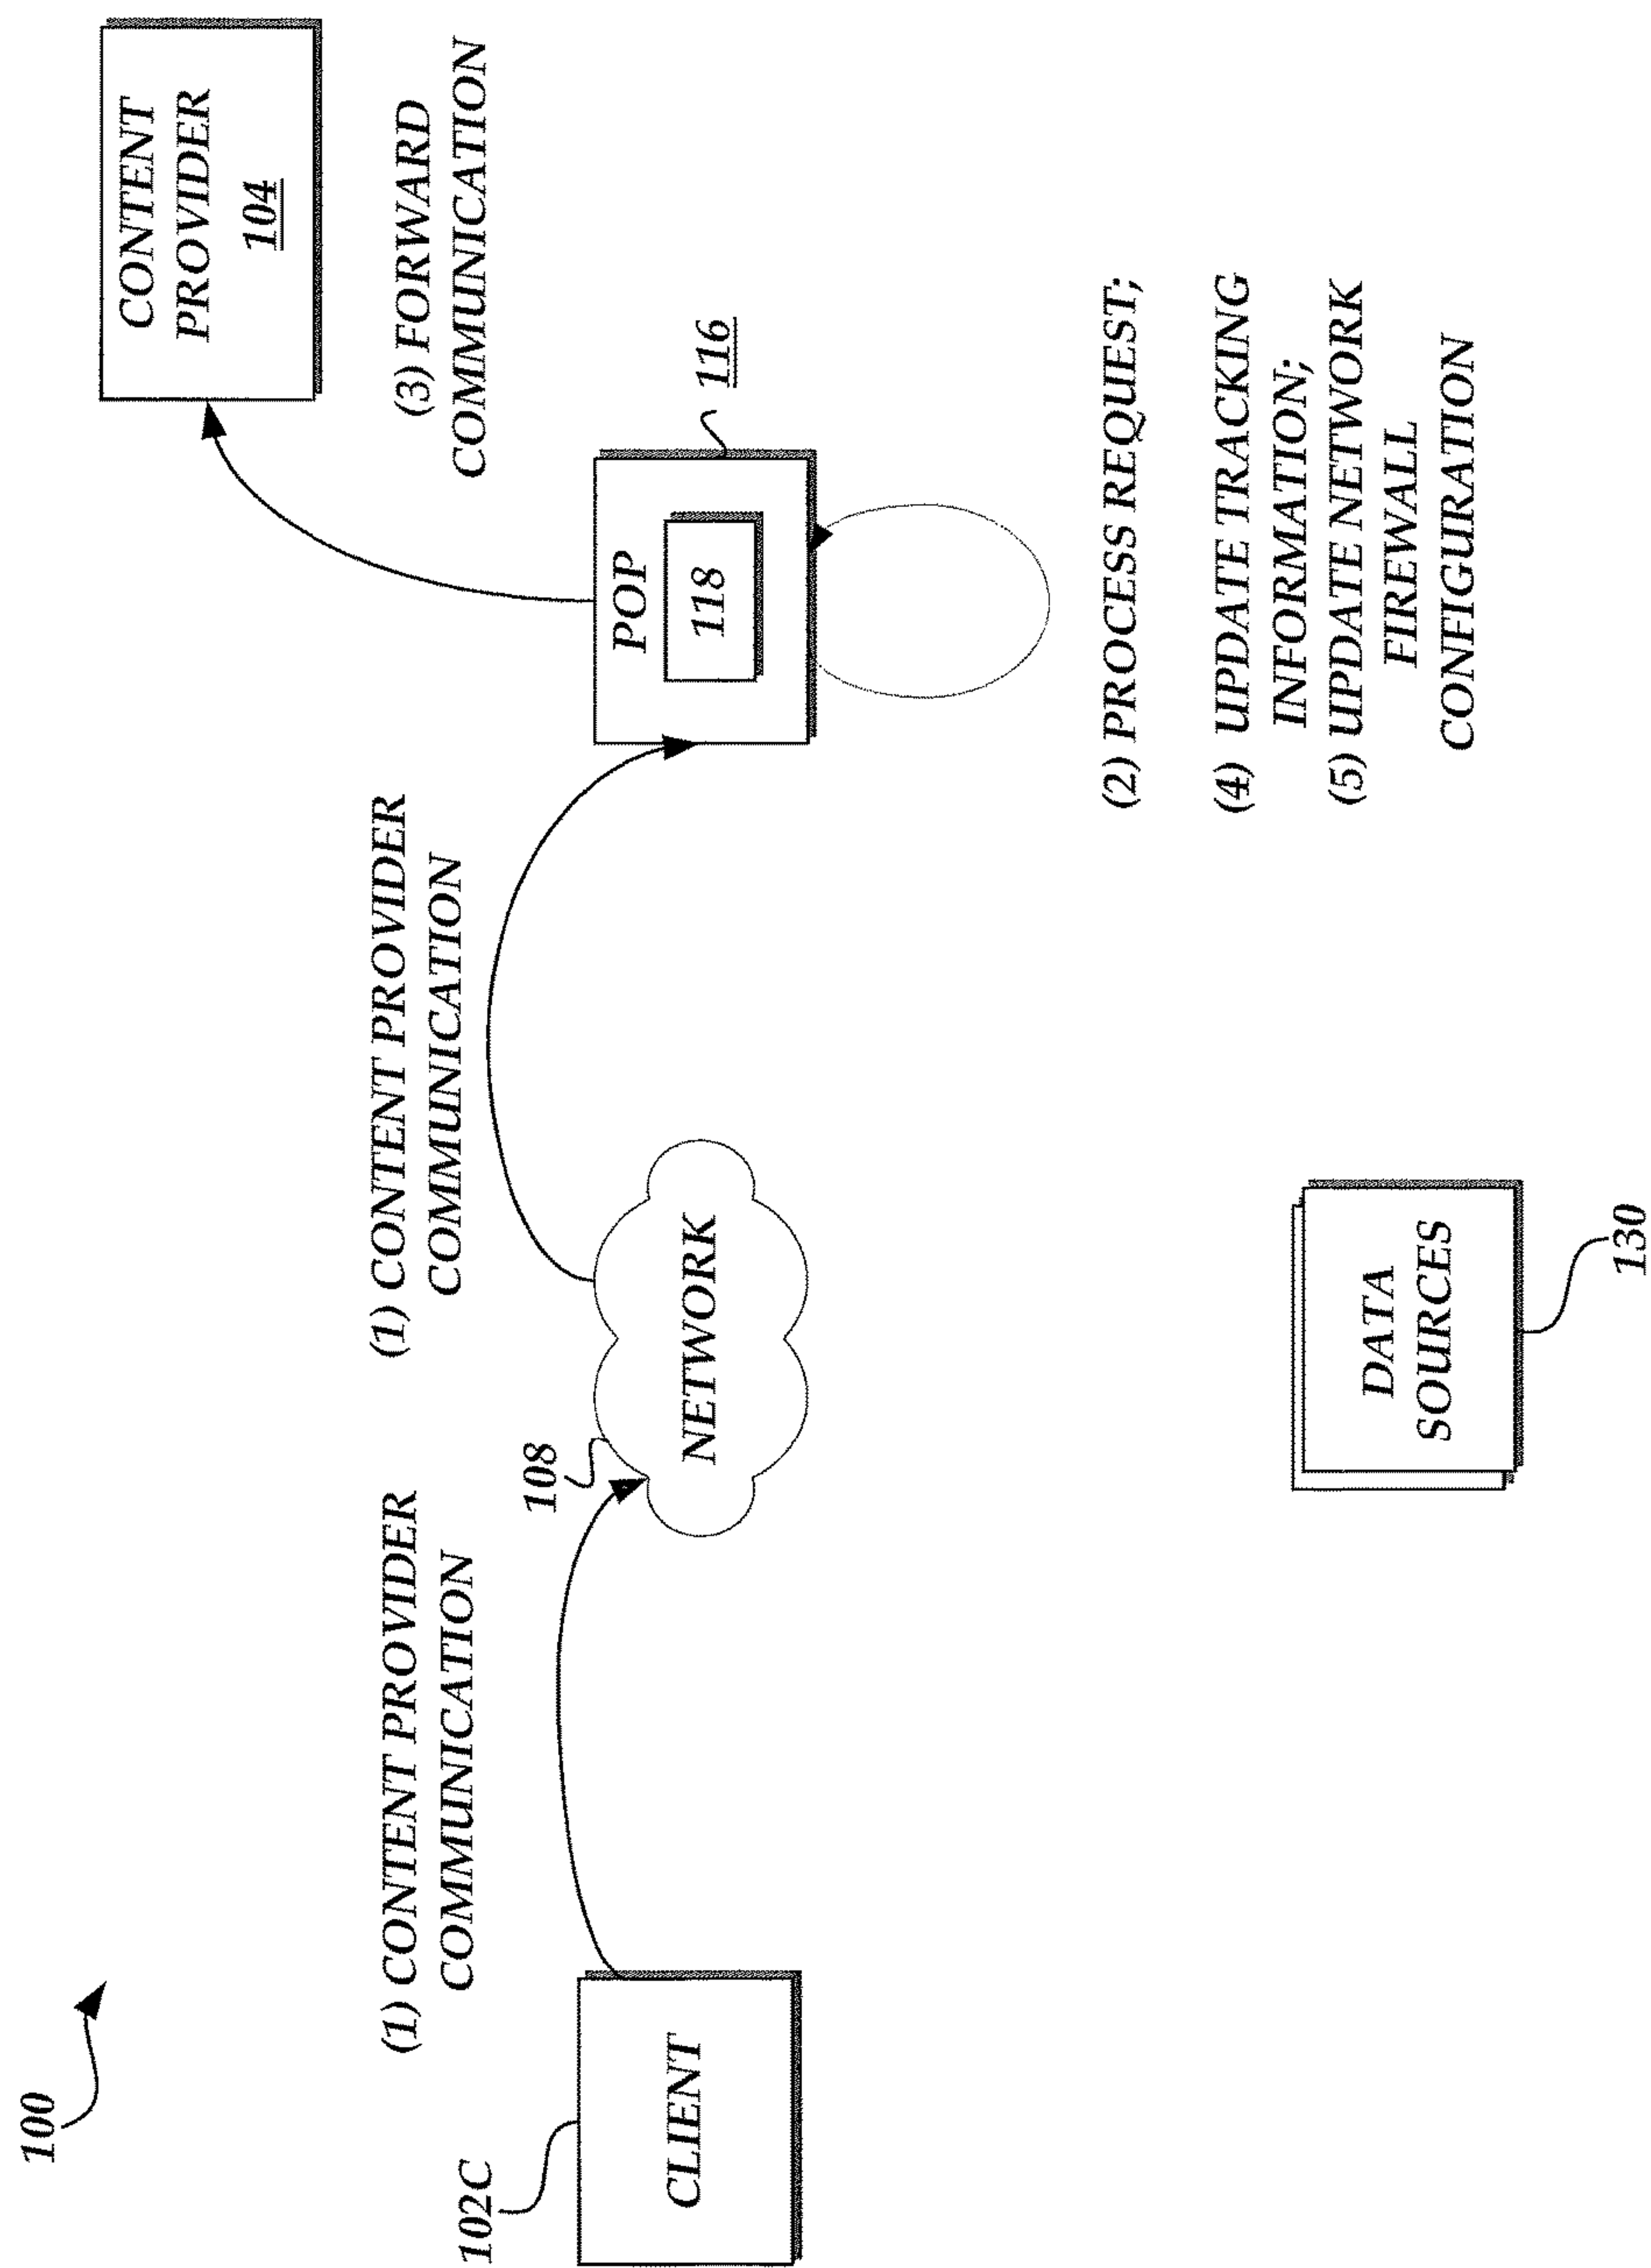 100
102C
CLIENT
(1) CONTENT PROVIDER
COMMUNICATION
108
NETWORK
(1) CONTENT PROVIDER
COMMUNICATION
POP
118
116
CONTENT
PROVIDER
104
(3) FORWARD
COMMUNICATION
(2) PROCESS REQUEST;
(4) UPDATE TRACKING
INFORMATION;
(5) UPDATE NETWORK
FIREWALL
CONFIGURATION
DATA
SOURCES
130